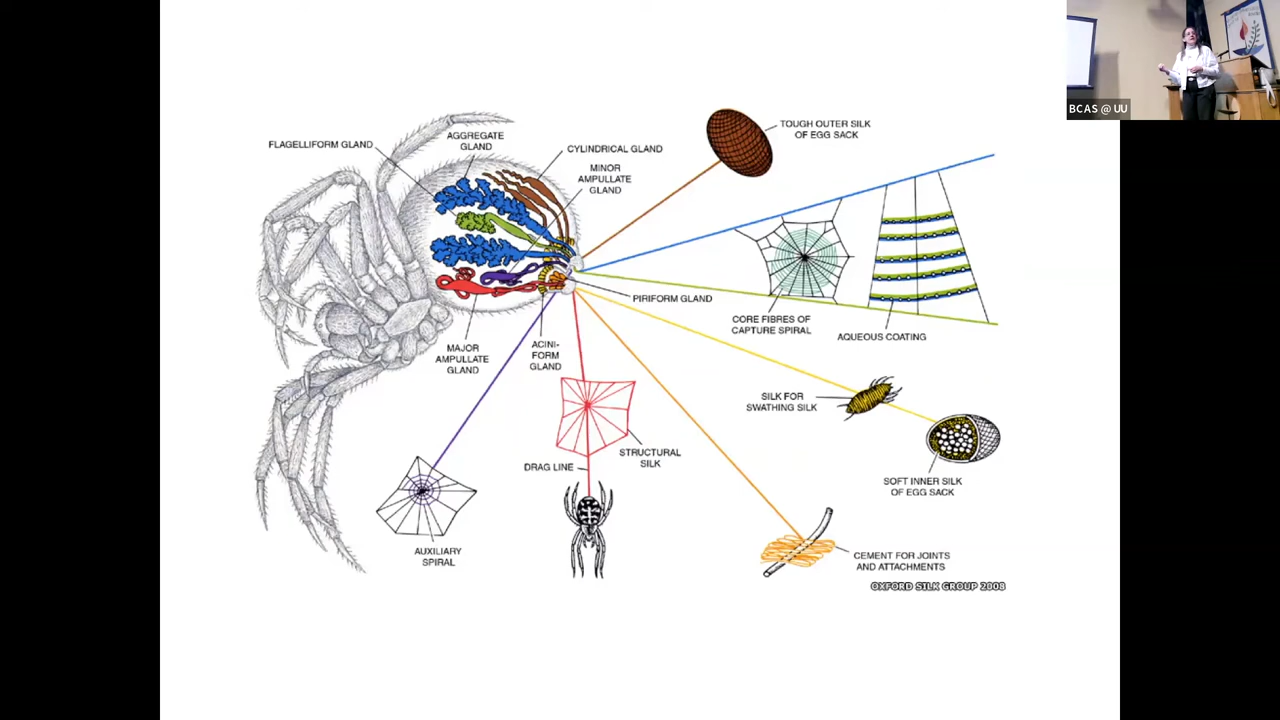 BCAS @ UU
FLAGELLIFORM GLAND
AGGREGATE
GLAND
CYLINDRICAL GLAND
MINOR
AMPULLATE
GLAND
TOUGH OUTER SILK
OF EGG SACK
PIRIFORM GLAND
CORE FIBRES OF
CAPTURE SPIRAL
AQUEOUS COATING
MAJOR
AMPULLATE
GLAND
ACINI-
FORM
GLAND
SILK FOR
SWATHING SILK
STRUCTURAL
SILK
DRAG LINE
SOFT INNER SILK
OF EGG SACK
AUXILIARY
SPIRAL
CEMENT FOR JOINTS
AND ATTACHMENTS
OXFORD SILK GROUP 2008